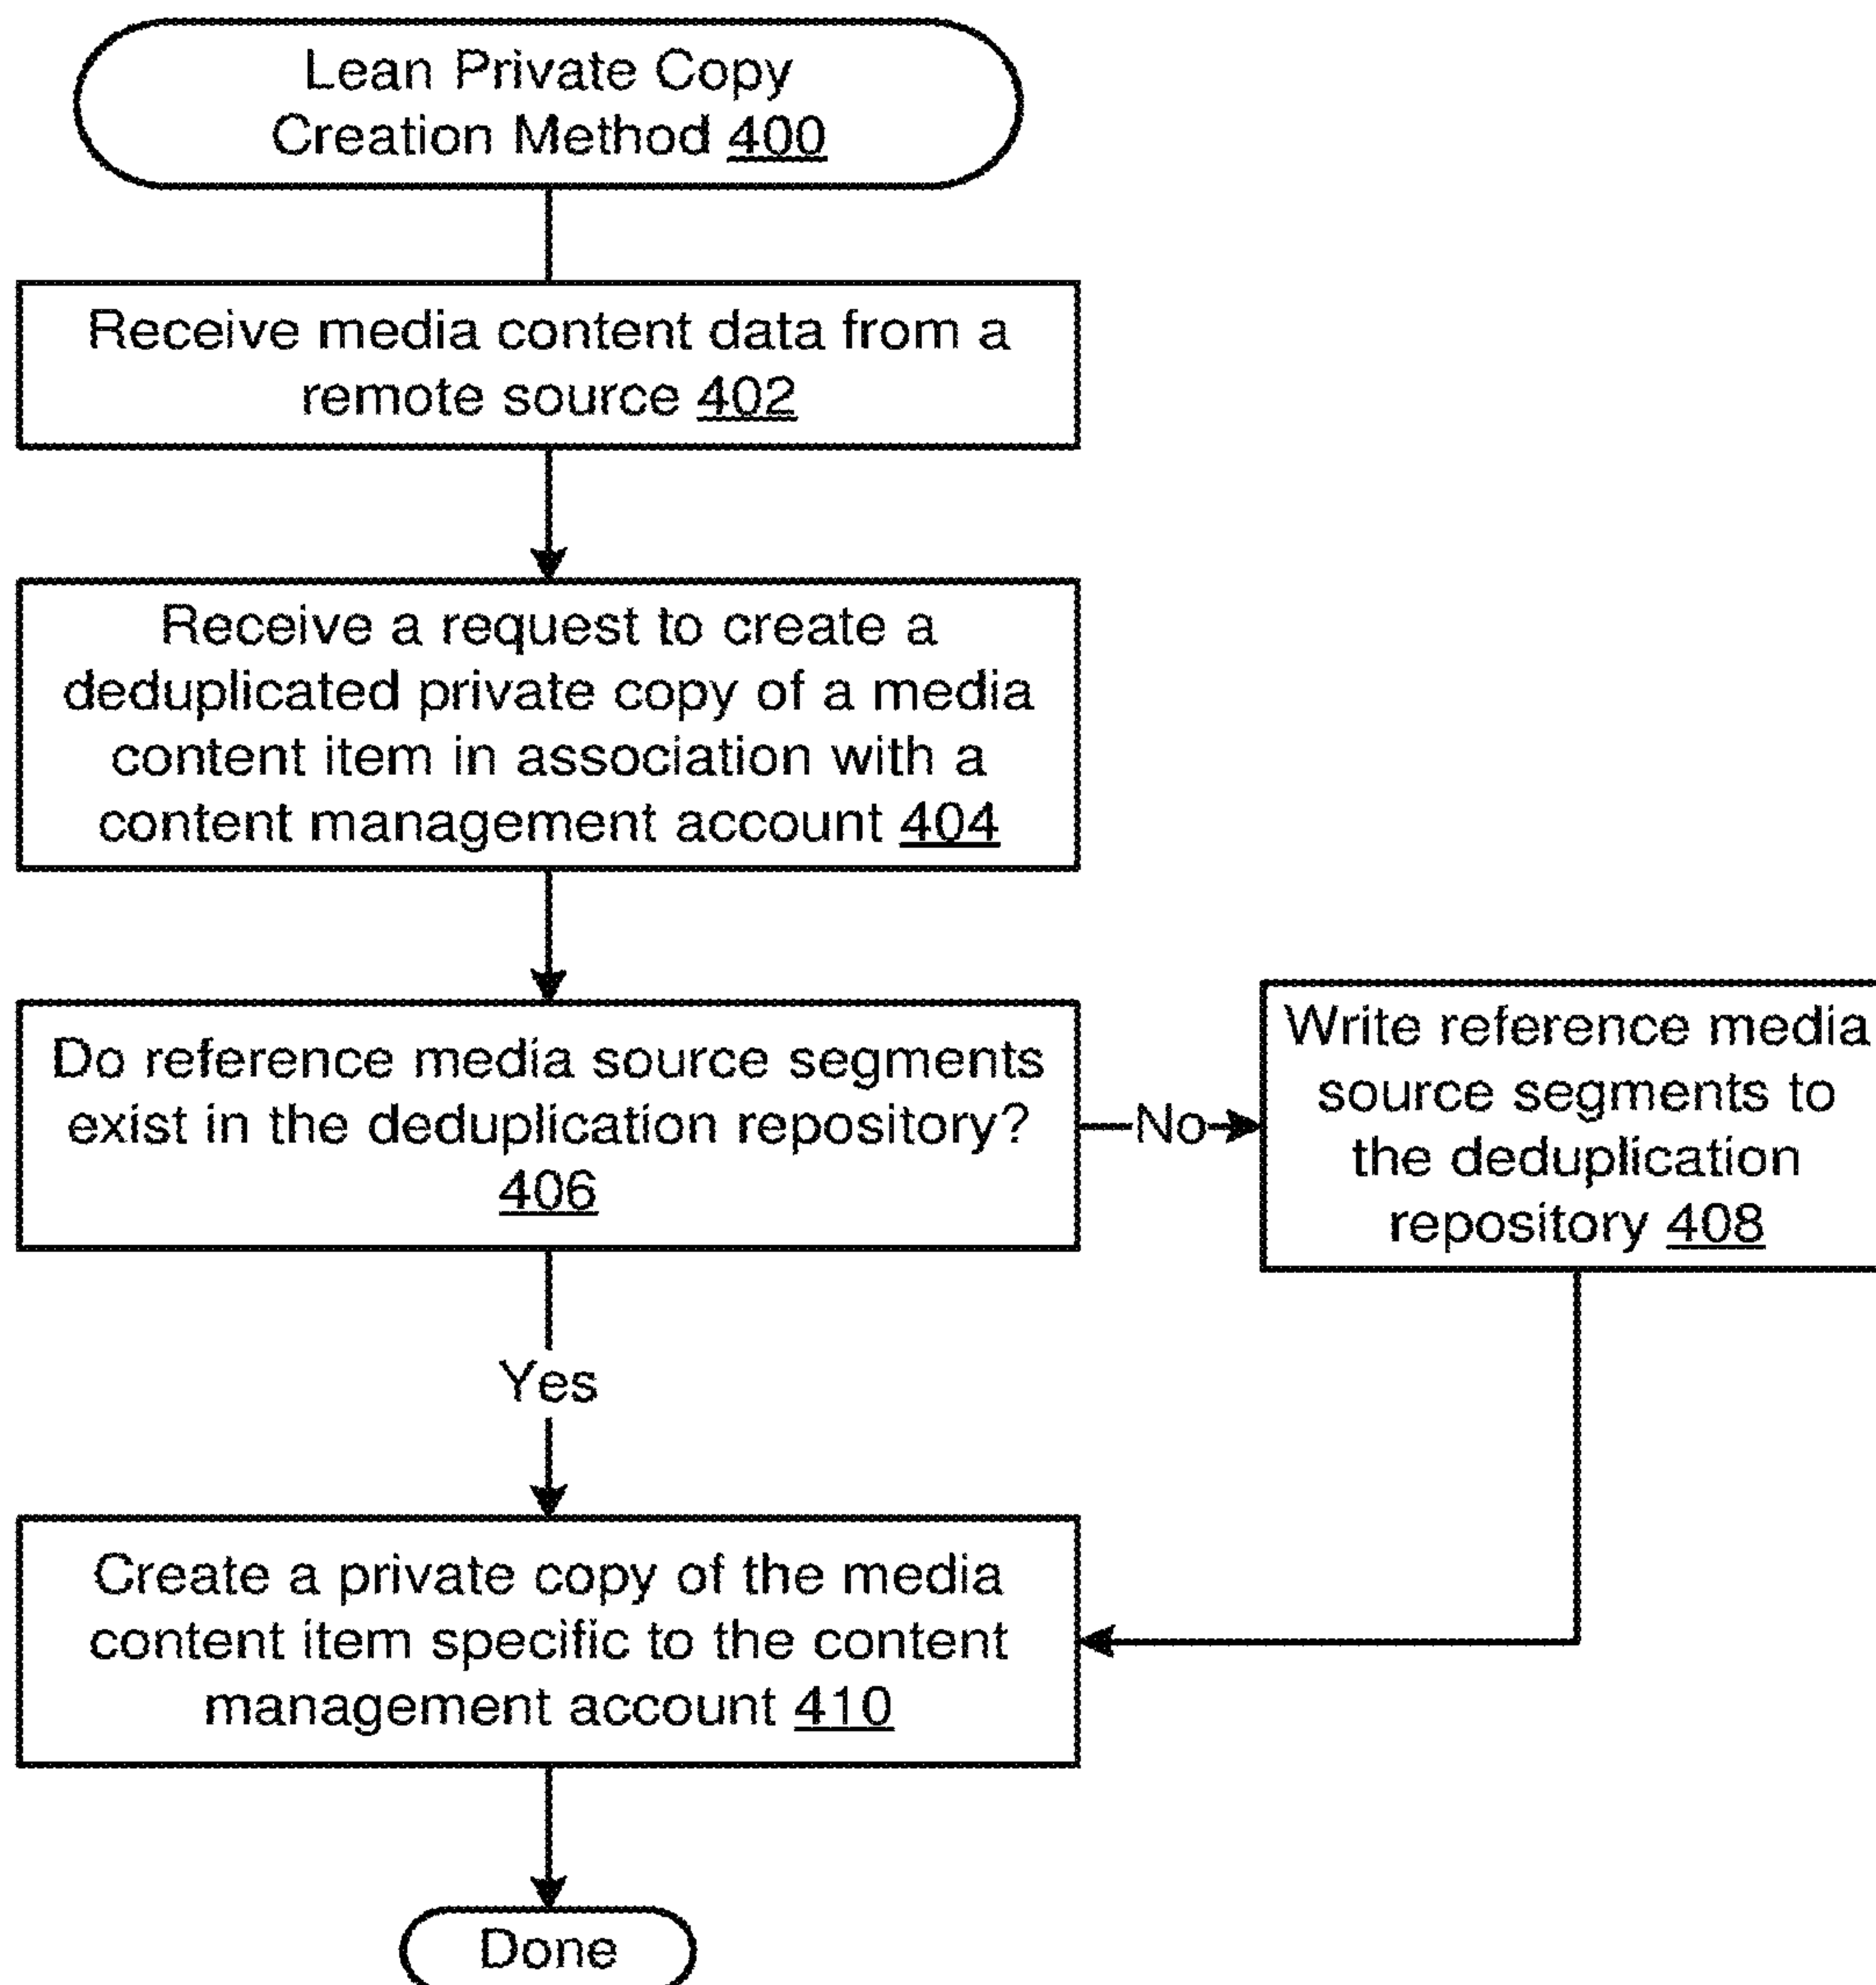 Lean Private Copy
Creation Method 400
Receive media content data from a
remote source 402
Receive a request to create a
deduplicated private copy of a media
content item in association with a
content management account 404
Do reference media source segments
exist in the deduplication repository?
406
No
Write reference media
source segments to
the deduplication
repository 408
Yes
Create a private copy of the media
content item specific to the content
management account 410
Done